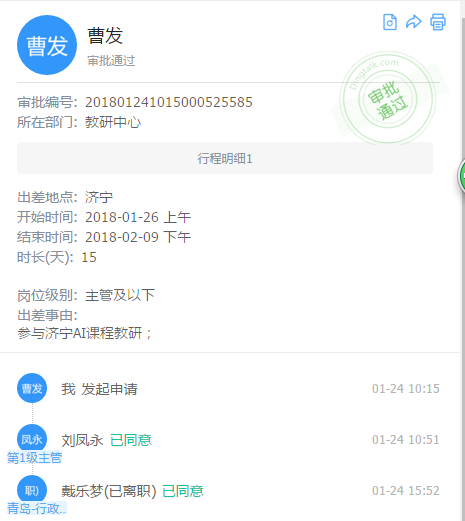 曹发
曹发
审批通过
Dingtalk.com
审批
通过
审批编号: 201801241015000525585
所在部门: 教研中心
行程明细1
出差地点: 济宁
开始时间: 2018-01-26 上午
结束时间: 2018-02-09 下午
时长(天): 15
岗位级别: 主管及以下
出差事由:
参与济宁AI课程教研；
曹发
我 发起申请
01-24 10:15
凤永
刘凤永 已同意
01-24 10:51
第1级主管
职)
戴乐梦(已离职) 已同意
01-24 15:52
青岛-行政...